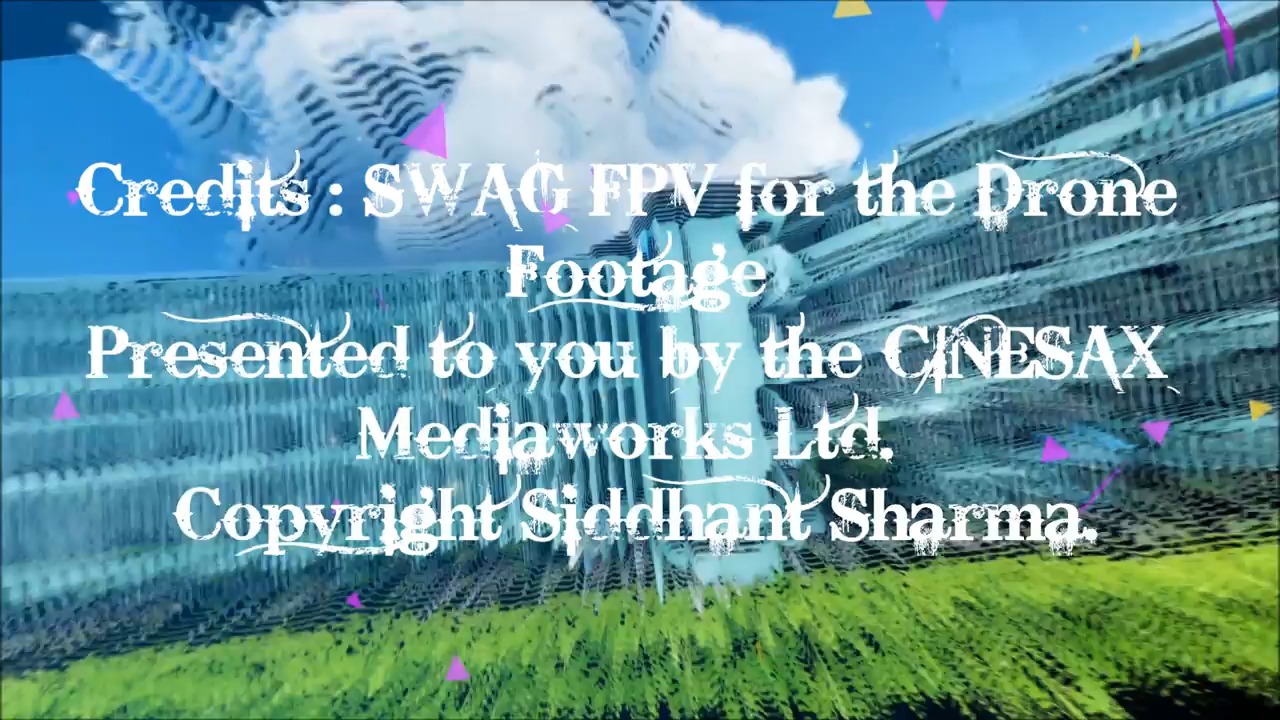 Credits : SWAG FPV for the Drone
Footage
Presented to you by the CINESAX
Mediaworks Ltd.
Copyright Siddhant Sharma.